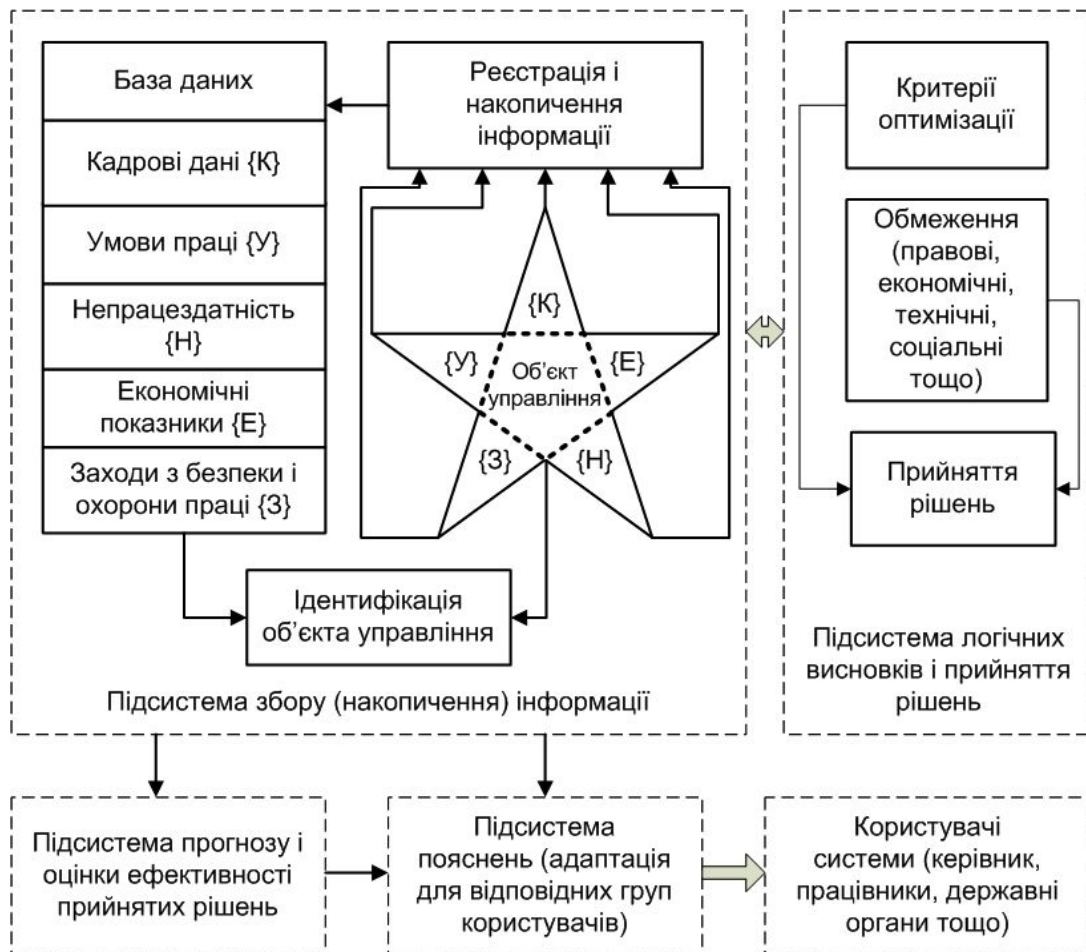 База даних
Кадрові дані {К}
Умови праці {У}
Непрацездатність
{Н}
Економічні
показники {Е}
Заходи з безпеки і
охорони праці {З}
Реєстрація і
накопичення
інформації
{К}
{У}
{Е}
Об’єкт
управління
{З}
{Н}
Ідентифікація
об’єкта управління
Підсистема збору (накопичення) інформації
Критерії
оптимізації
Обмеження
(правові,
економічні,
технічні,
соціальні
тощо)
Прийняття
рішень
Підсистема логічних
висновків і прийняття
рішень
Підсистема прогнозу і
оцінки ефективності
прийнятих рішень
Підсистема
пояснень (адаптація
для відповідних груп
користувачів)
Користувачі
системи (керівник,
працівники, державні
органи тощо)